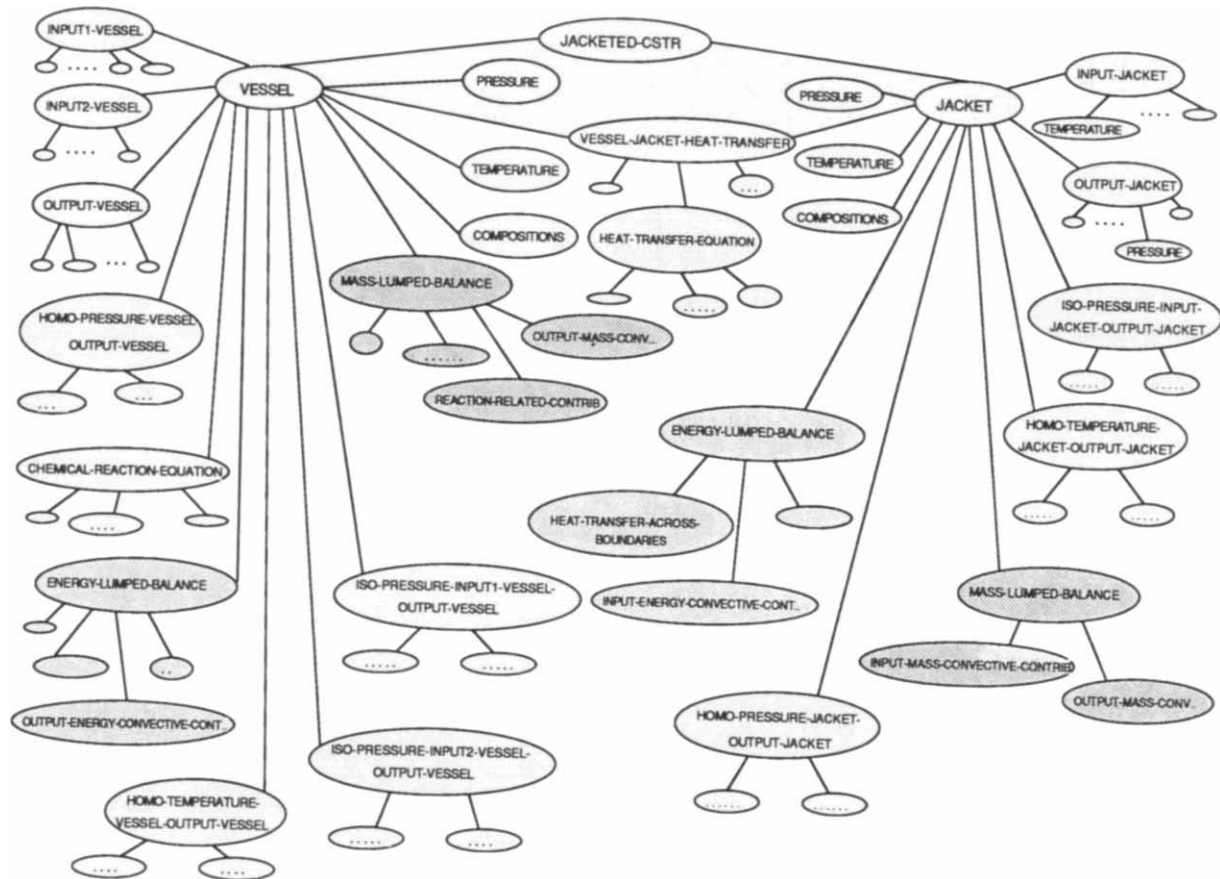 INPUT1-VESSEL
JACKETED-CSTR
VESSEL
PRESSURE
PRESSURE
JACKET
INPUT-JACKET
INPUT2-VESSEL
TEMPERATURE
VESSEL-JACKET-HEAT-TRANSFER
TEMPERATURE
TEMPERATURE
OUTPUT-JACKET
OUTPUT-VESSEL
COMPOSITIONS
COMPOSITIONS
HEAT-TRANSFER-EQUATION
PRESSURE
MASS-LUMPED-BALANCE
HOMO-PRESSURE-VESSEL
OUTPUT-VESSEL
OUTPUT-MASS-CONV..
ISO-PRESSURE-INPUT-
JACKET-OUTPUT-JACKET
REACTION-RELATED-CONTRIB
ENERGY-LUMPED-BALANCE
HOMO-TEMPERATURE-
JACKET-OUTPUT-JACKET
CHEMICAL-REACTION-EQUATION
HEAT-TRANSFER-ACROSS-
BOUNDARIES
ENERGY-LUMPED-BALANCE
ISO-PRESSURE-INPUT1-VESSEL-
OUTPUT-VESSEL
INPUT-ENERGY-CONVECTIVE-CONT..
MASS-LUMPED-BALANCE
INPUT-MASS-CONVECTIVE-CONTRIED
OUTPUT-MASS-CONV..
OUTPUT-ENERGY-CONVECTIVE-CONT..
HOMO-PRESSURE-JACKET-
OUTPUT-JACKET
ISO-PRESSURE-INPUT2-VESSEL-
OUTPUT-VESSEL
HOMO-TEMPERATURE-
VESSEL-OUTPUT-VESSEL